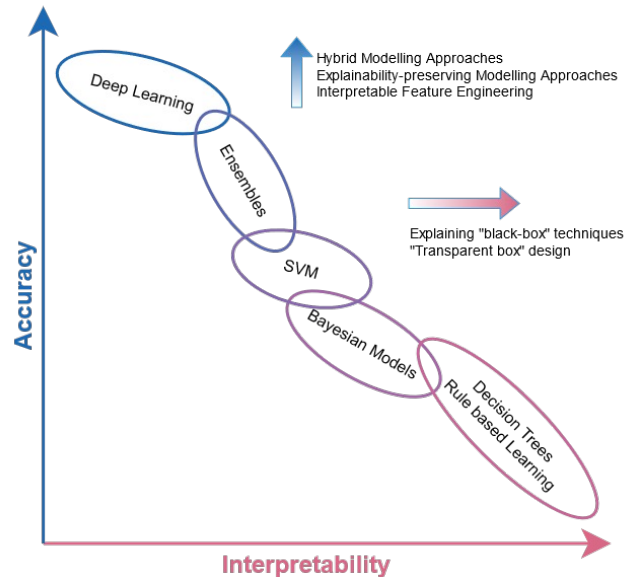 Hybrid Modelling Approaches
Explainability-preserving Modelling Approaches
Interpretable Feature Engineering
Deep Learning
Ensembles
Explaining "black-box" techniques
"Transparent box" design
SVM
Bayesian Models
Decision Trees
Rule based Learning
Accuracy
Interpretability